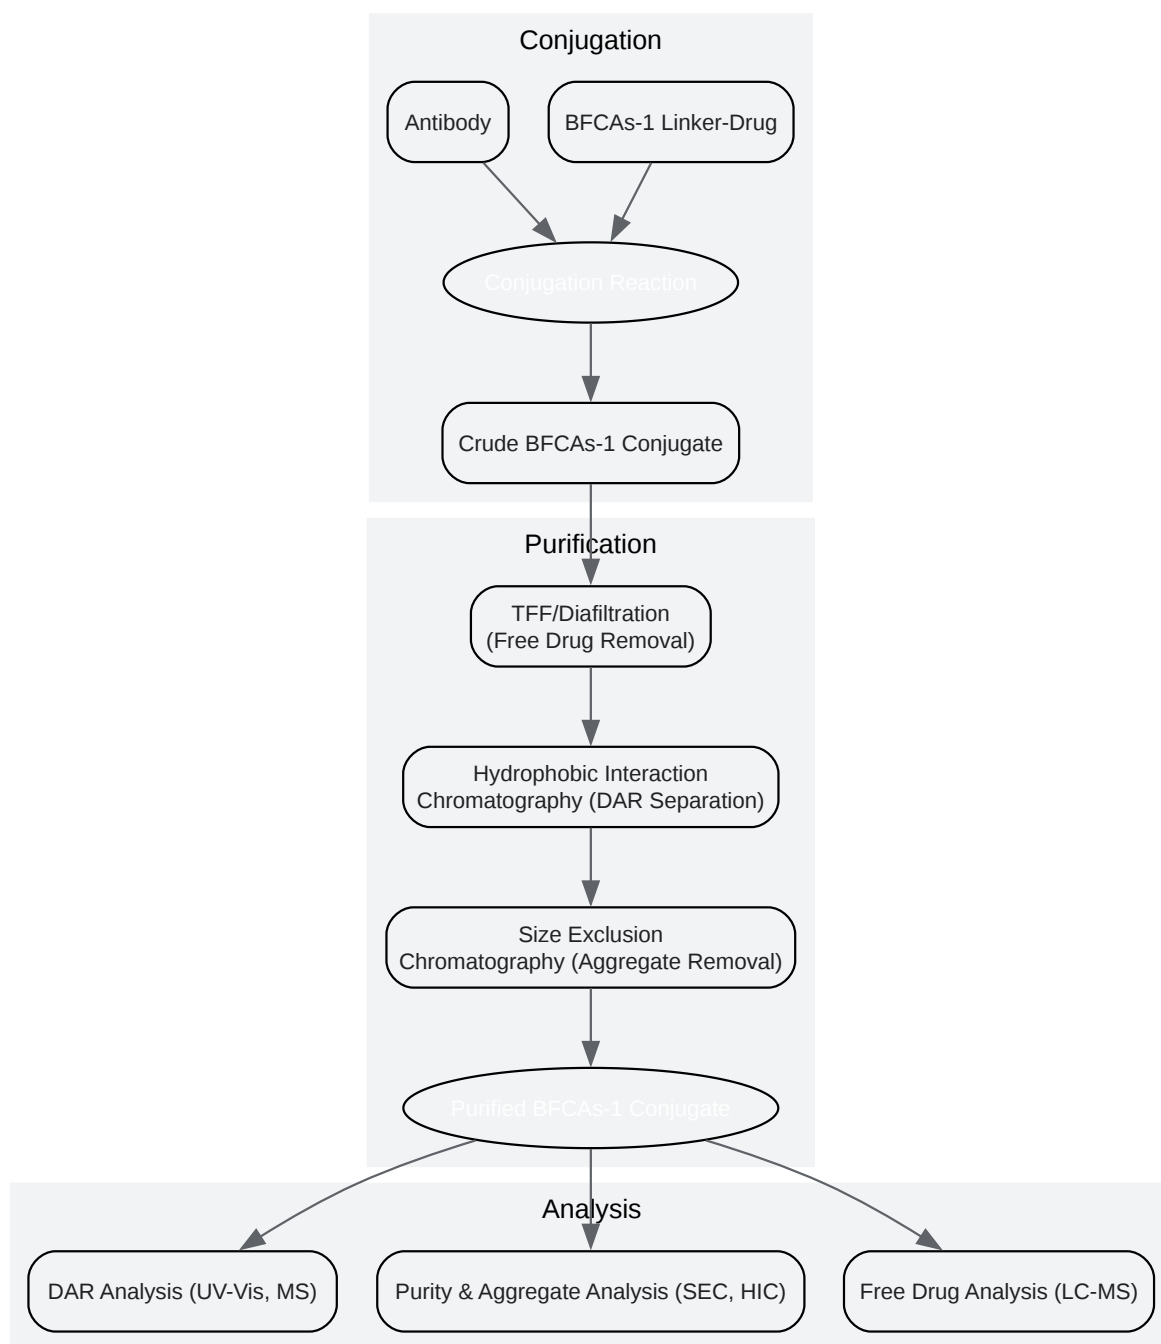 Conjugation
Antibody
BFCAs-1 Linker-Drug
Conjugation Reaction
Crude BFCAs-1 Conjugate
Purification
TFF/Diafiltration
(Free Drug Removal)
Hydrophobic Interaction
Chromatography (DAR Separation)
Size Exclusion
Chromatography (Aggregate Removal)
Purified BFCAs-1 Conjugate
Analysis
DAR Analysis (UV-Vis, MS)
Purity & Aggregate Analysis (SEC, HIC)
Free Drug Analysis (LC-MS)